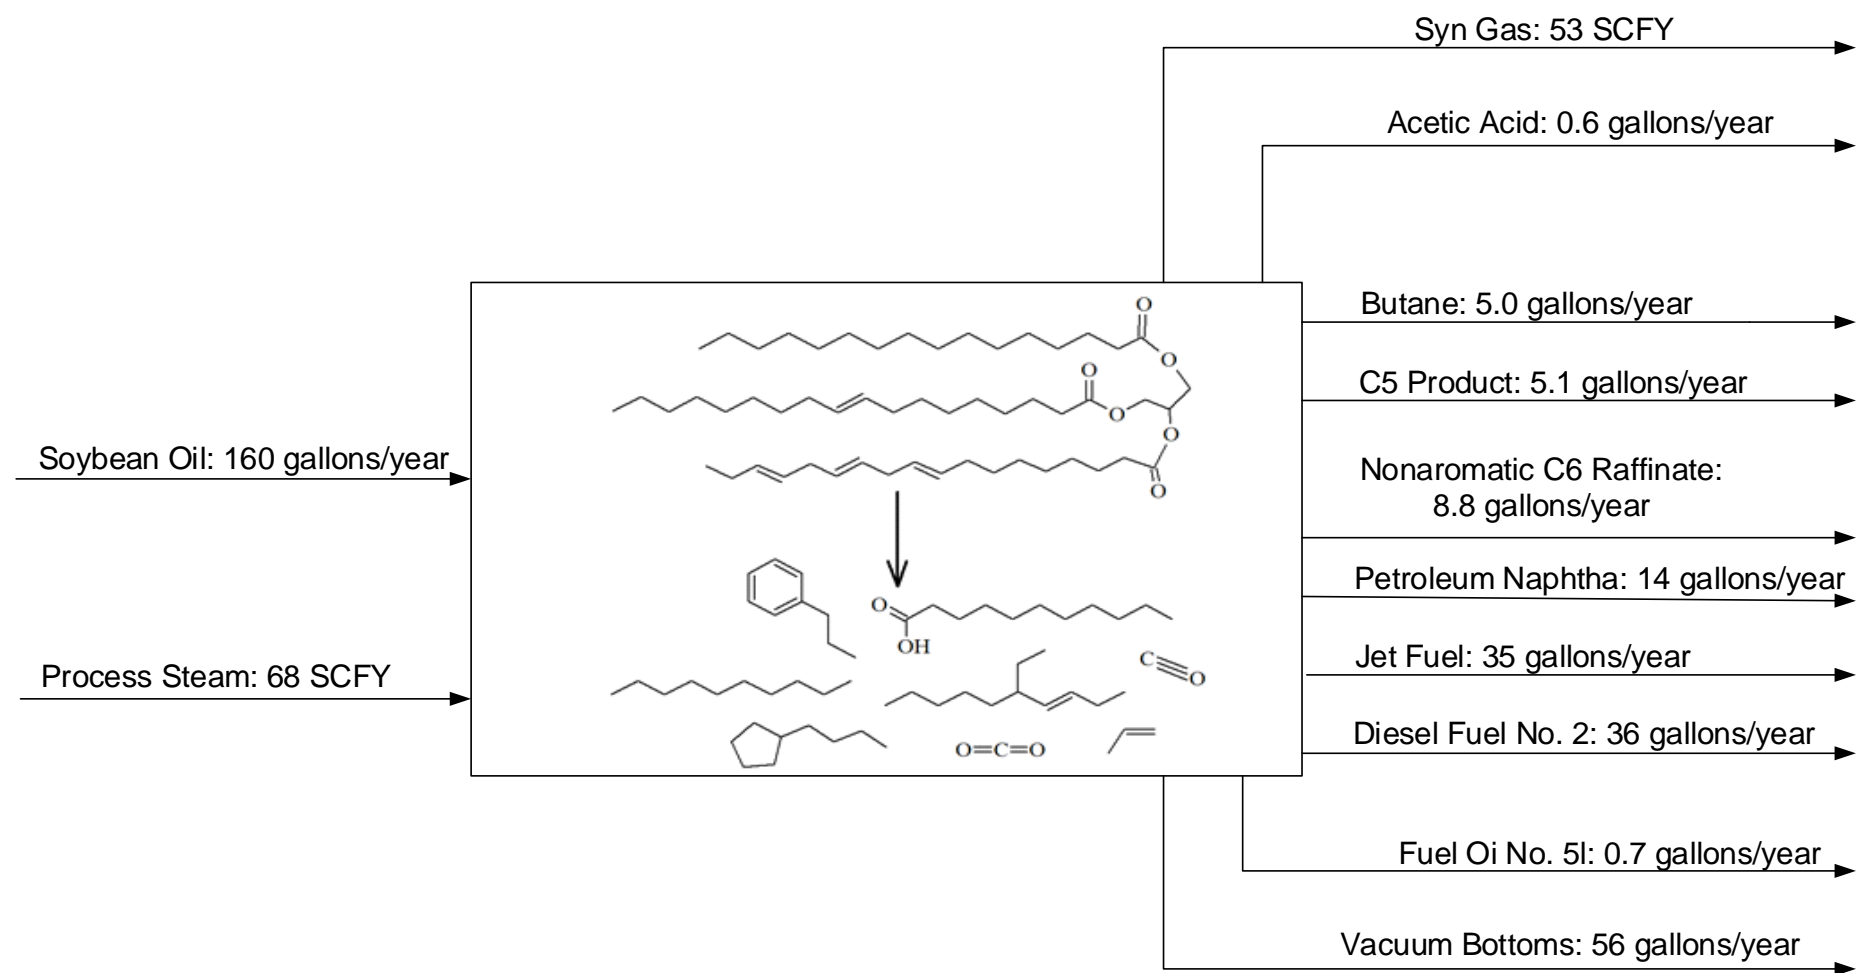 Syn Gas: 53 SCFY
Acetic Acid: 0.6 gallons/year
Butane: 5.0 gallons/year
C5 Product: 5.1 gallons/year
Nonaromatic C6 Raffinate:
8.8 gallons/year
Petroleum Naphtha: 14 gallons/year
Jet Fuel: 35 gallons/year
Diesel Fuel No. 2: 36 gallons/year
Fuel Oi No. 5l: 0.7 gallons/year
Vacuum Bottoms: 56 gallons/year
Soybean Oil: 160 gallons/year
Process Steam: 68 SCFY
O
O
O
O
O
O
O
OH
C≡O
O=C=O